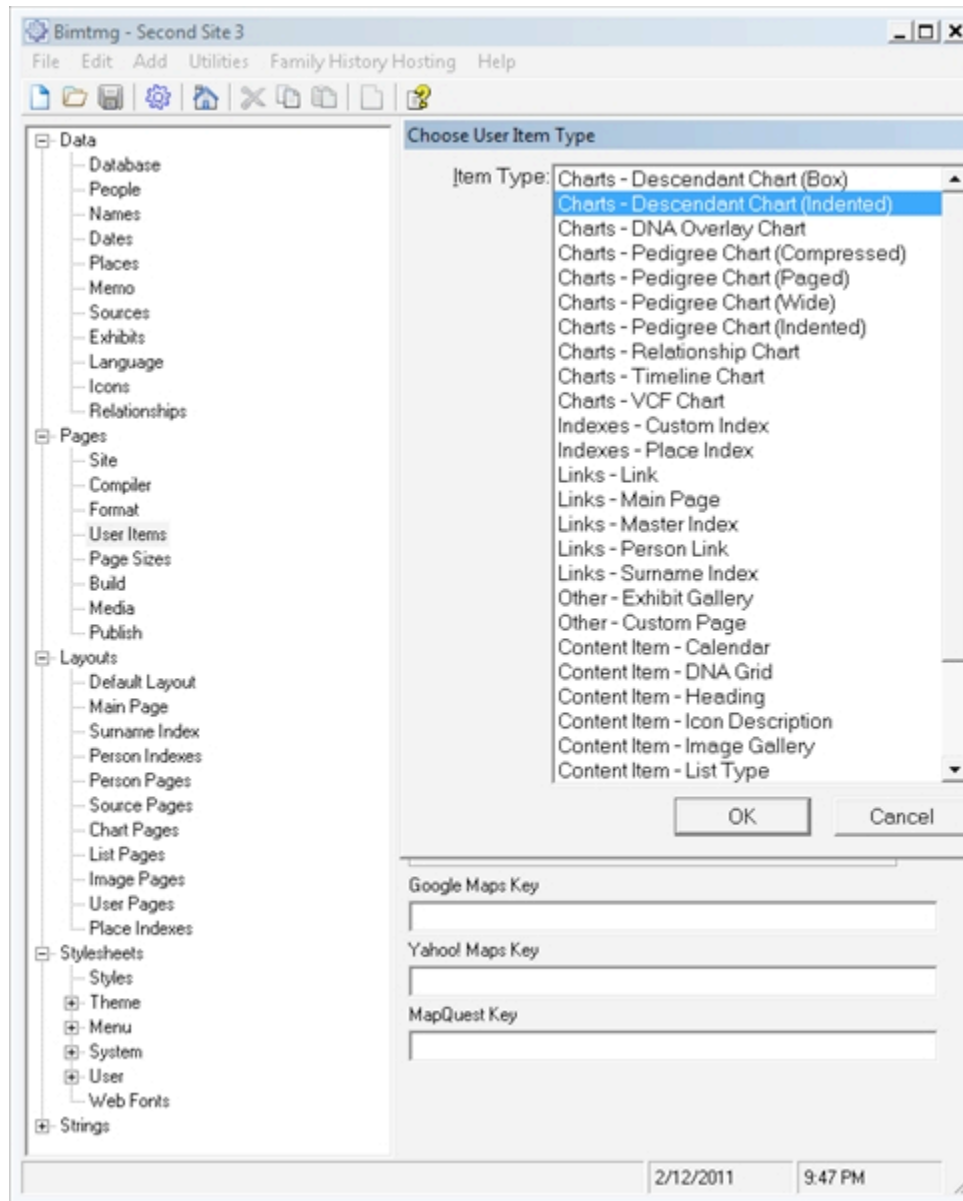 Bimtmg - Second Site 3
File Edit Add Utilities Family History Hosting Help
Data
Database
People
Names
Dates
Places
Memo
Sources
Exhibits
Language
Icons
Relationships
Pages
Site
Compiler
Format
User Items
Page Sizes
Build
Media
Publish
Layouts
Default Layout
Main Page
Surname Index
Person Indexes
Person Pages
Source Pages
Chart Pages
List Pages
Image Pages
User Pages
Place Indexes
Stylesheets
Styles
Theme
Menu
System
User
Web Fonts
Strings
Choose User Item Type
Item Type:
Charts - Descendant Chart (Box)
Charts - Descendant Chart (Indented)
Charts - DNA Overlay Chart
Charts - Pedigree Chart (Compressed)
Charts - Pedigree Chart (Paged)
Charts - Pedigree Chart (Wide)
Charts - Pedigree Chart (Indented)
Charts - Relationship Chart
Charts - Timeline Chart
Charts - VCF Chart
Indexes - Custom Index
Indexes - Place Index
Links - Link
Links - Main Page
Links - Master Index
Links - Person Link
Links - Surname Index
Other - Exhibit Gallery
Other - Custom Page
Content Item - Calendar
Content Item - DNA Grid
Content Item - Heading
Content Item - Icon Description
Content Item - Image Gallery
Content Item - List Type
OK Cancel
Google Maps Key
Yahoo! Maps Key
MapQuest Key
2/12/2011 9:47 PM